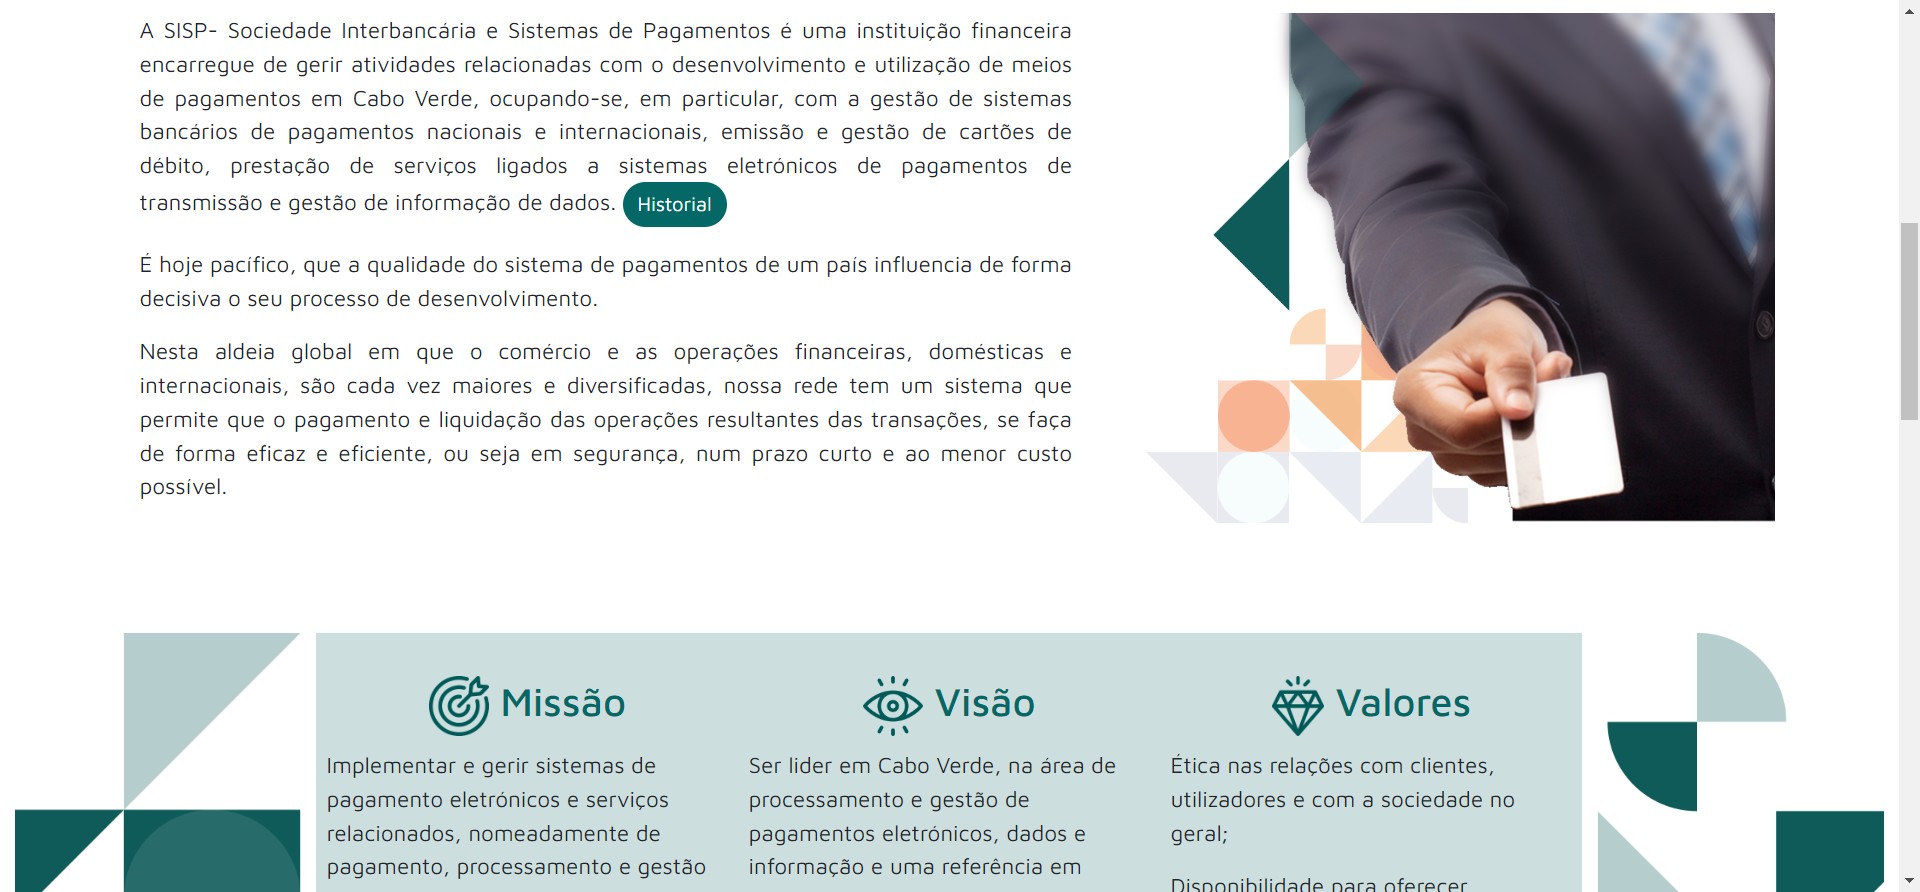 A SISP- Sociedade Interbancária e Sistemas de Pagamentos é uma instituição financeira
encarregue de gerir atividades relacionadas com o desenvolvimento e utilização de meios
de pagamentos em Cabo Verde, ocupando-se, em particular, com a gestão de sistemas
bancários de pagamentos nacionais e internacionais, emissão e gestão de cartões de
débito, prestação de serviços ligados a sistemas eletrónicos de pagamentos de
transmissão e gestão de informação de dados. Historial
É hoje pacífico, que a qualidade do sistema de pagamentos de um país influencia de forma
decisiva o seu processo de desenvolvimento.
Nesta aldeia global em que o comércio e as operações financeiras, domésticas e
internacionais, são cada vez maiores e diversificadas, nossa rede tem um sistema que
permite que o pagamento e liquidação das operações resultantes das transações, se faça
de forma eficaz e eficiente, ou seja em segurança, num prazo curto e ao menor custo
possível.
Missão
Implementar e gerir sistemas de
pagamento eletrónicos e serviços
relacionados, nomeadamente de
pagamento, processamento e gestão
Visão
Ser lider em Cabo Verde, na área de
processamento e gestão de
pagamentos eletrónicos, dados e
informação e uma referência em
Valores
Ética nas relações com clientes,
utilizadores e com a sociedade no
geral;
Disponibilidade para oferecer